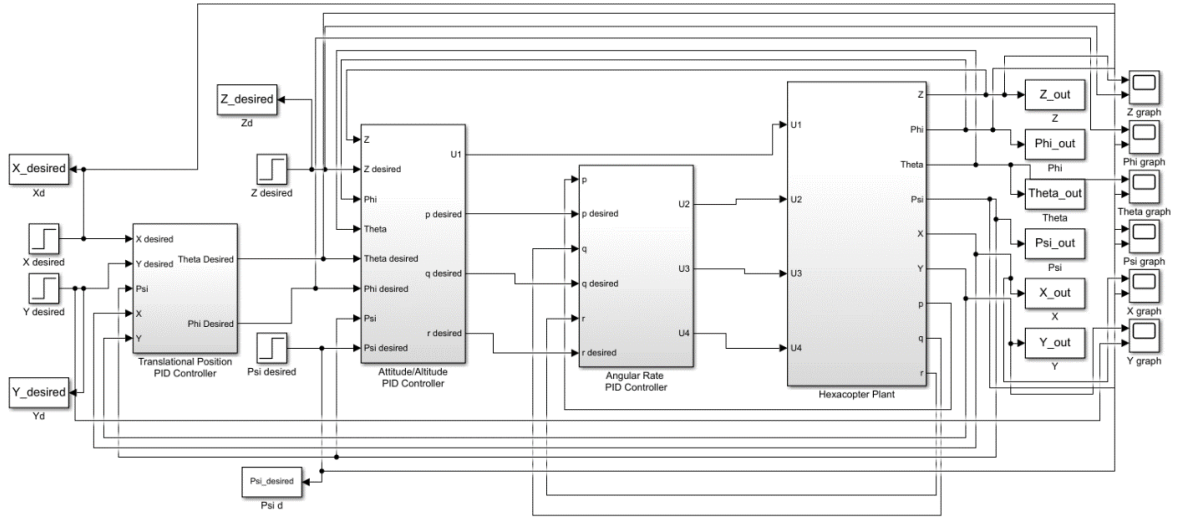 Z_desired
Zd
X_desired
Xd
Z desired
X desired
Y desired
Y_desired
Yd
X desired
Y desired
Psi
X
Y
Theta Desired
Phi Desired
Translational Position
PID Controller
Psi desired
Psi_desired
Psi d
Z
Z desired
Phi
Theta
Theta desired
Phi desired
Psi
Psi desired
U1
p desired
q desired
r desired
Attitude/Altitude
PID Controller
p
p desired
q
q desired
r
r desired
U2
U3
U4
Angular Rate
PID Controller
U1
U2
U3
U4
Z
Phi
Theta
Psi
X
Y
p
q
r
Hexacopter Plant
Z_out
Z
Phi_out
Phi
Theta_out
Theta
Psi_out
Psi
X_out
X
Y_out
Y
Z graph
Phi graph
Theta graph
Psi graph
X graph
Y graph